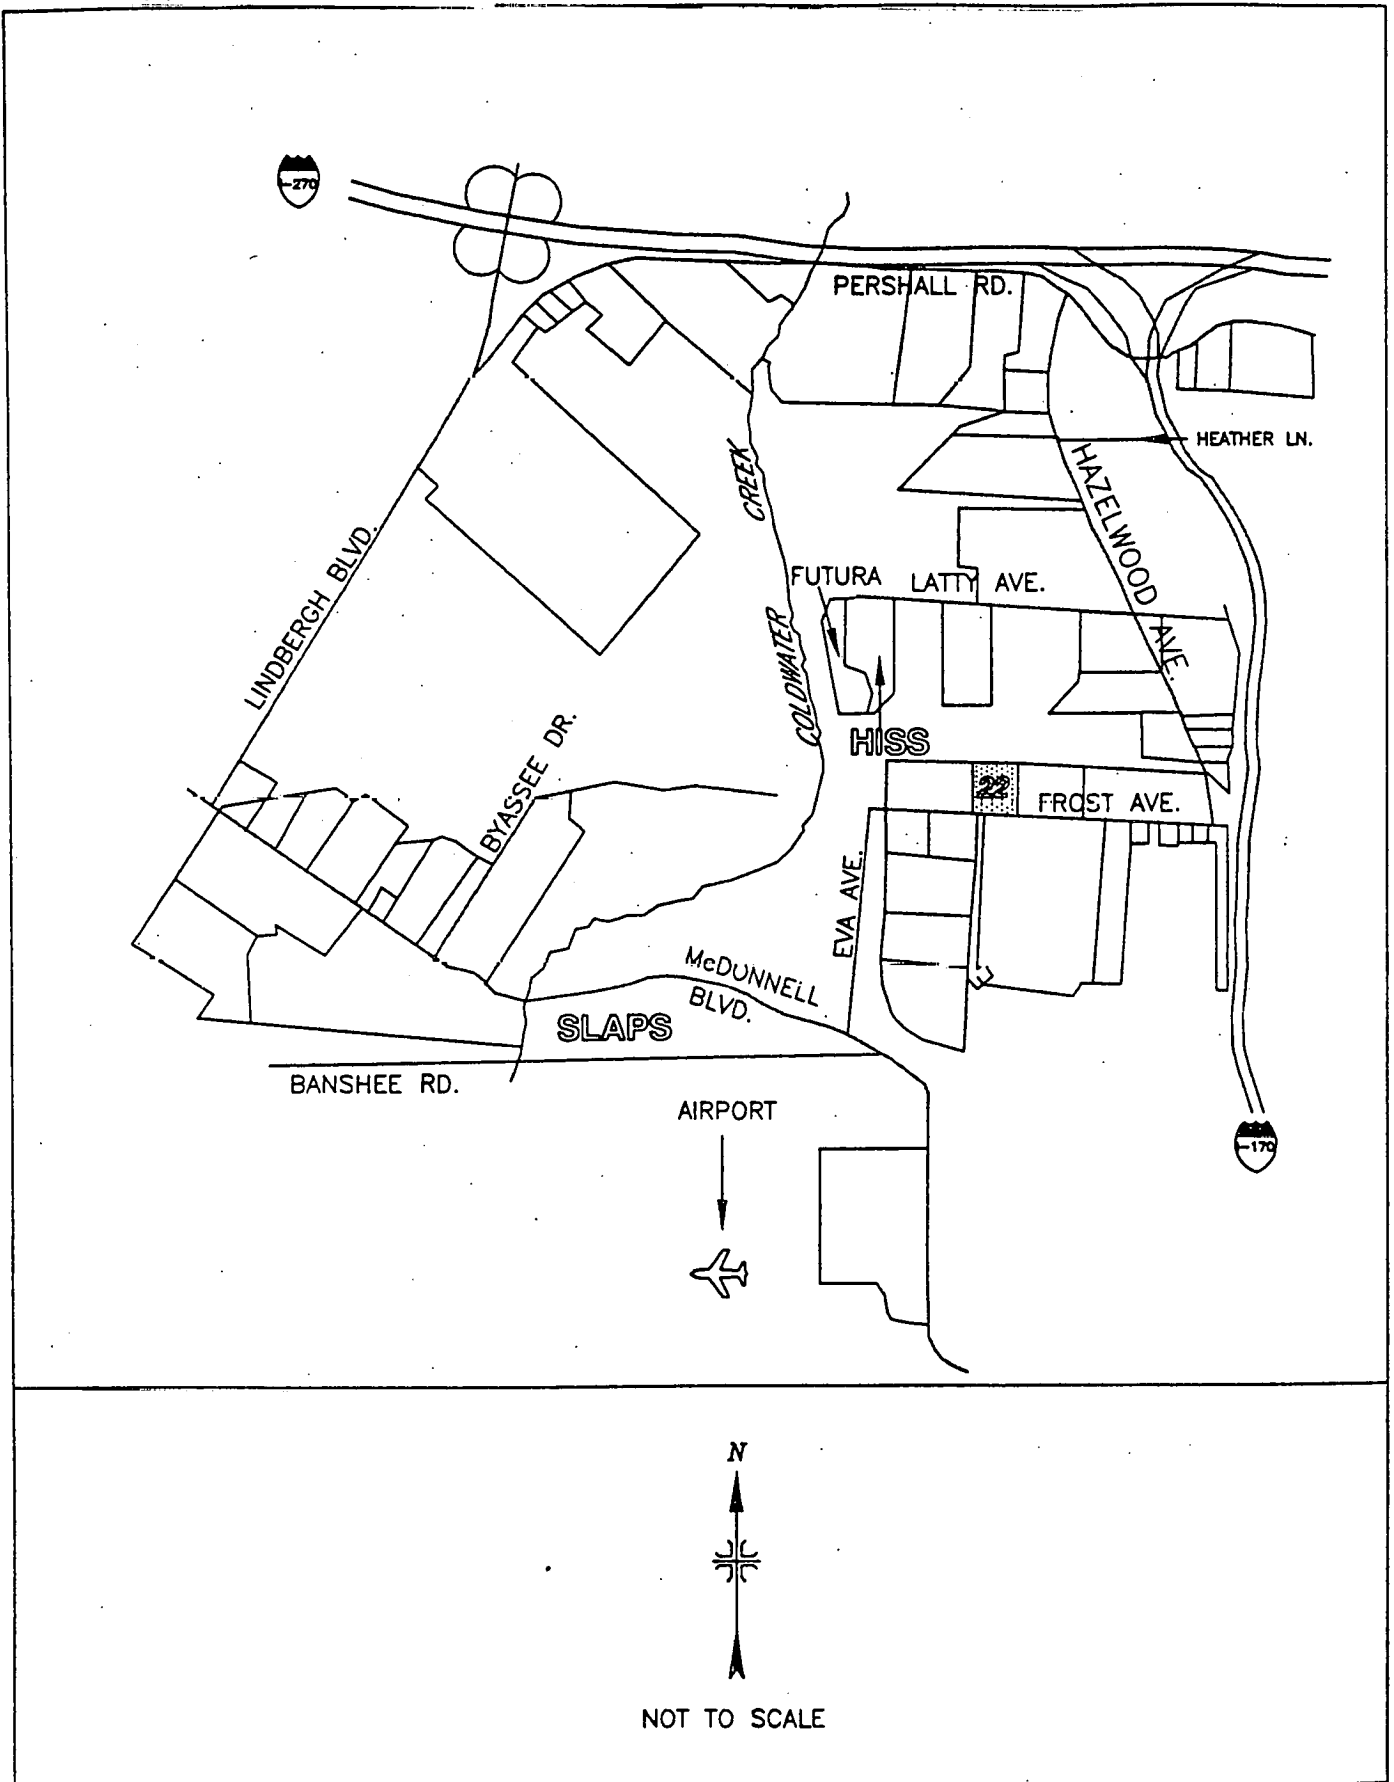 I-270
PERSHALL RD.
HEATHER LN.
HAZELWOOD AVE.
COLDWATER CREEK
LINDBERGH BLVD.
FUTURA
LATTY AVE.
HISS
BYASSEE DR.
22
FROST AVE.
EVA AVE.
McDUNNELL
BLVD.
SLAPS
BANSHEE RD.
AIRPORT
I-170
N
NOT TO SCALE